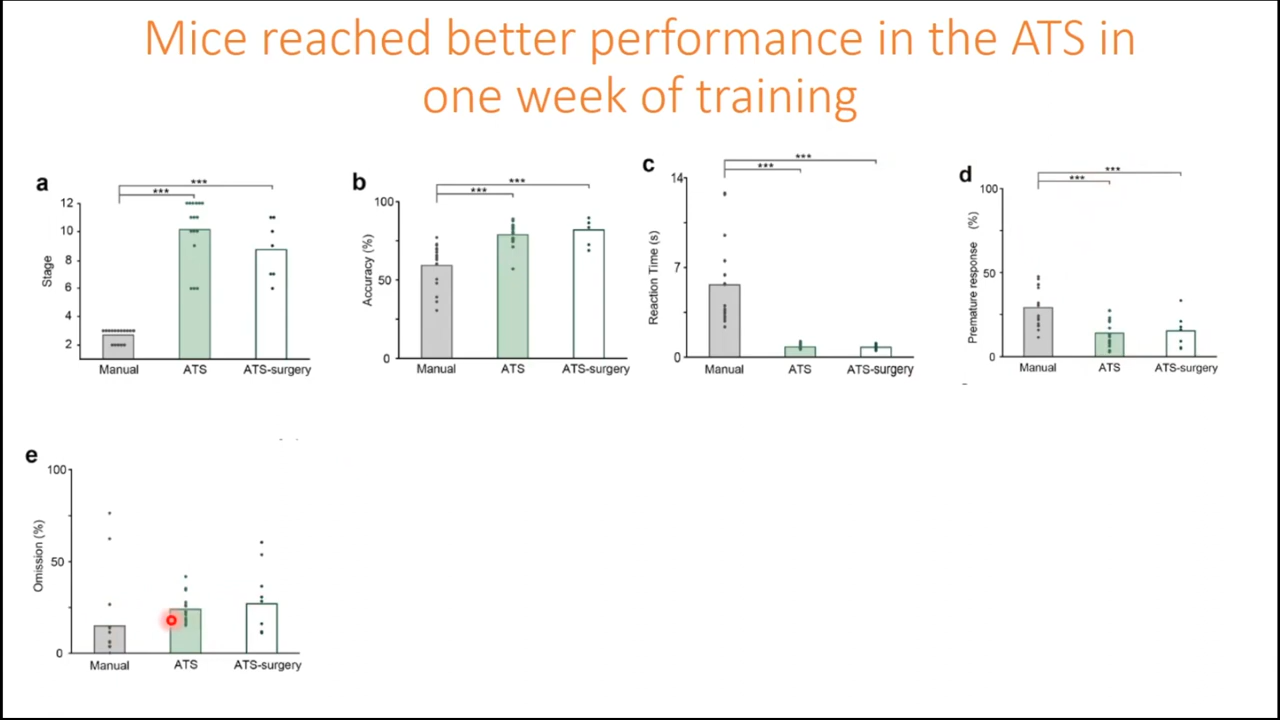 Mice reached better performance in the ATS in
one week of training
a
***
***
12
10
8
6
4
2
Stage
Manual ATS ATS-surgery
b
***
***
100
50
0
Accuracy (%)
Manual ATS ATS-surgery
c
***
***
14
7
0
Reaction Time (s)
Manual ATS ATS-surgery
d
***
***
100
50
0
Premature response (%)
Manual ATS ATS-surgery
e
100
50
0
Omission (%)
Manual ATS ATS-surgery